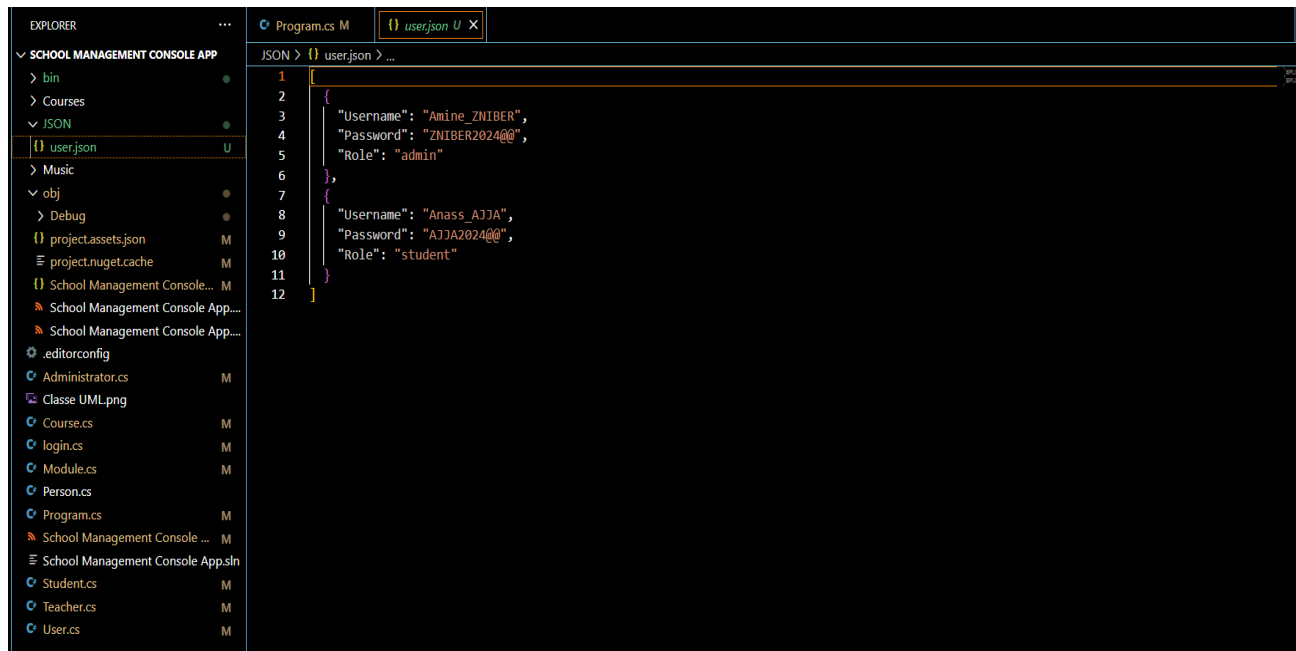 EXPLORER
SCHOOL MANAGEMENT CONSOLE APP
bin
Courses
JSON
{} user.json U
Music
obj
Debug
{} project.assets.json M
project.nuget.cache M
{} School Management Console... M
School Management Console App....
School Management Console App....
.editorconfig
Administrator.cs M
Classe UML.png
Course.cs M
login.cs M
Module.cs M
Person.cs
Program.cs M
School Management Console ... M
School Management Console App.sln
Student.cs M
Teacher.cs M
User.cs M
Program.cs M
{} user.json U
JSON > {} user.json > ...
1 [
2 {
3 "Username": "Amine_ZNIBER",
4 "Password": "ZNIBER2024@@",
5 "Role": "admin"
6 },
7 {
8 "Username": "Anass_AJJA",
9 "Password": "AJJA2024@@",
10 "Role": "student"
11 }
12 ]